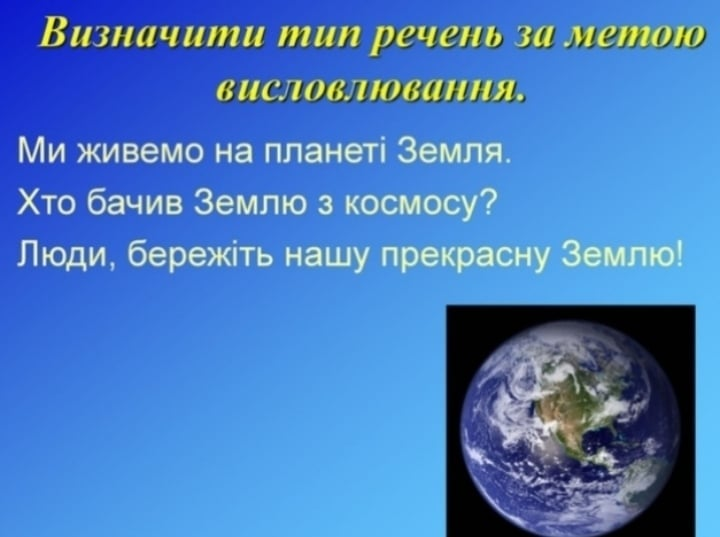 Визначити тип речень за метою
висловлювання.
Ми живемо на планеті Земля.
Хто бачив Землю з космосу?
Люди, бережіть нашу прекрасну Землю!